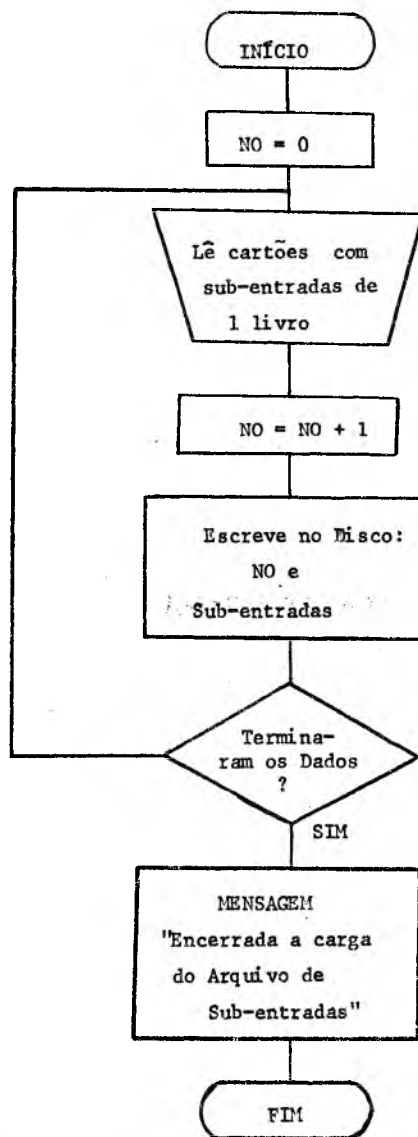 INÍCIO
NO = 0
Lê cartões com
sub-entradas de
1 livro
NO = NO + 1
Escreve no Disco:
NO e
Sub-entradas
Termina-
ram os Dados
?
SIM
MENSAGEM
"Encerrada a carga
do Arquivo de
Sub-entradas"
FIM